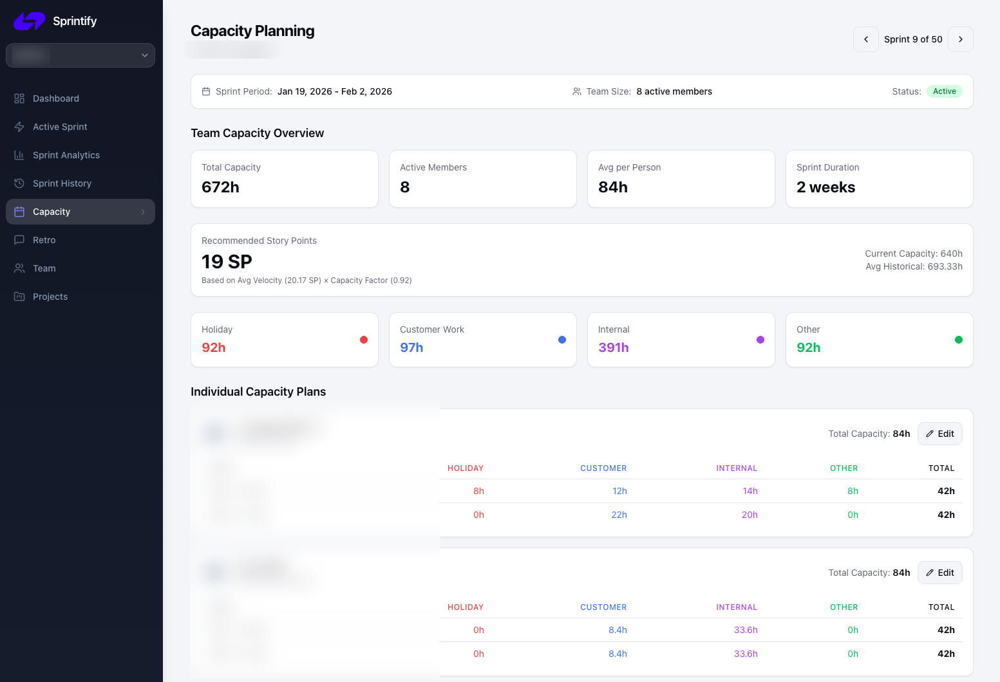 Sprintify
Dashboard
Active Sprint
Sprint Analytics
Sprint History
Capacity
Retro
Team
Projects
Capacity Planning
Sprint 9 of 50
Sprint Period: Jan 19, 2026 - Feb 2, 2026
Team Size: 8 active members
Status: Active
Team Capacity Overview
Total Capacity
672h
Active Members
8
Avg per Person
84h
Sprint Duration
2 weeks
Recommended Story Points
19 SP
Based on Avg Velocity (20.17 SP) × Capacity Factor (0.92)
Current Capacity: 640h
Avg Historical: 693.33h
Holiday
92h
Customer Work
97h
Internal
391h
Other
92h
Individual Capacity Plans
Total Capacity: 84h
Edit
HOLIDAY CUSTOMER INTERNAL OTHER TOTAL
8h 12h 14h 8h 42h
0h 22h 20h 0h 42h
Total Capacity: 84h
Edit
HOLIDAY CUSTOMER INTERNAL OTHER TOTAL
0h 8.4h 33.6h 0h 42h
0h 8.4h 33.6h 0h 42h